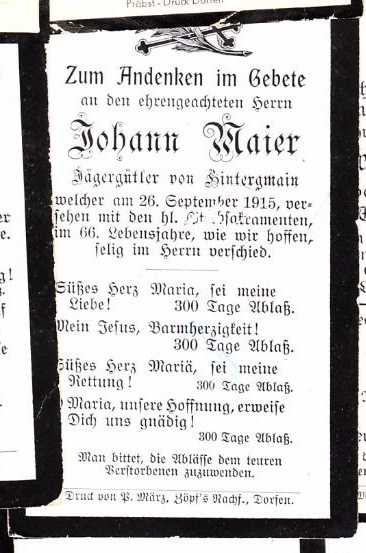 Probst - Druck Dorfen
Zum Andenken im Gebete
an den ehrengeachteten Herrn
Johann Maier
Jägergütler von Hintergmain
welcher am 26. September 1915, ver-
sehen mit den hl. Sakramenten,
im 66. Lebensjahre, wie wir hoffen,
selig im Herrn verschied.
Süßes Herz Maria, sei meine
Liebe! 300 Tage Ablaß.
Mein Jesus, Barmherzigkeit!
300 Tage Ablaß.
Süßes Herz Mariä, sei meine
Rettung! 300 Tage Ablaß.
O Maria, unsere Hoffnung, erweise
Dich uns gnädig!
300 Tage Ablaß.
Man bittet, die Ablässe dem teuren
Verstorbenen zuzuwenden.
Druck von P. März, Zöpf's Nachf., Dorfen.